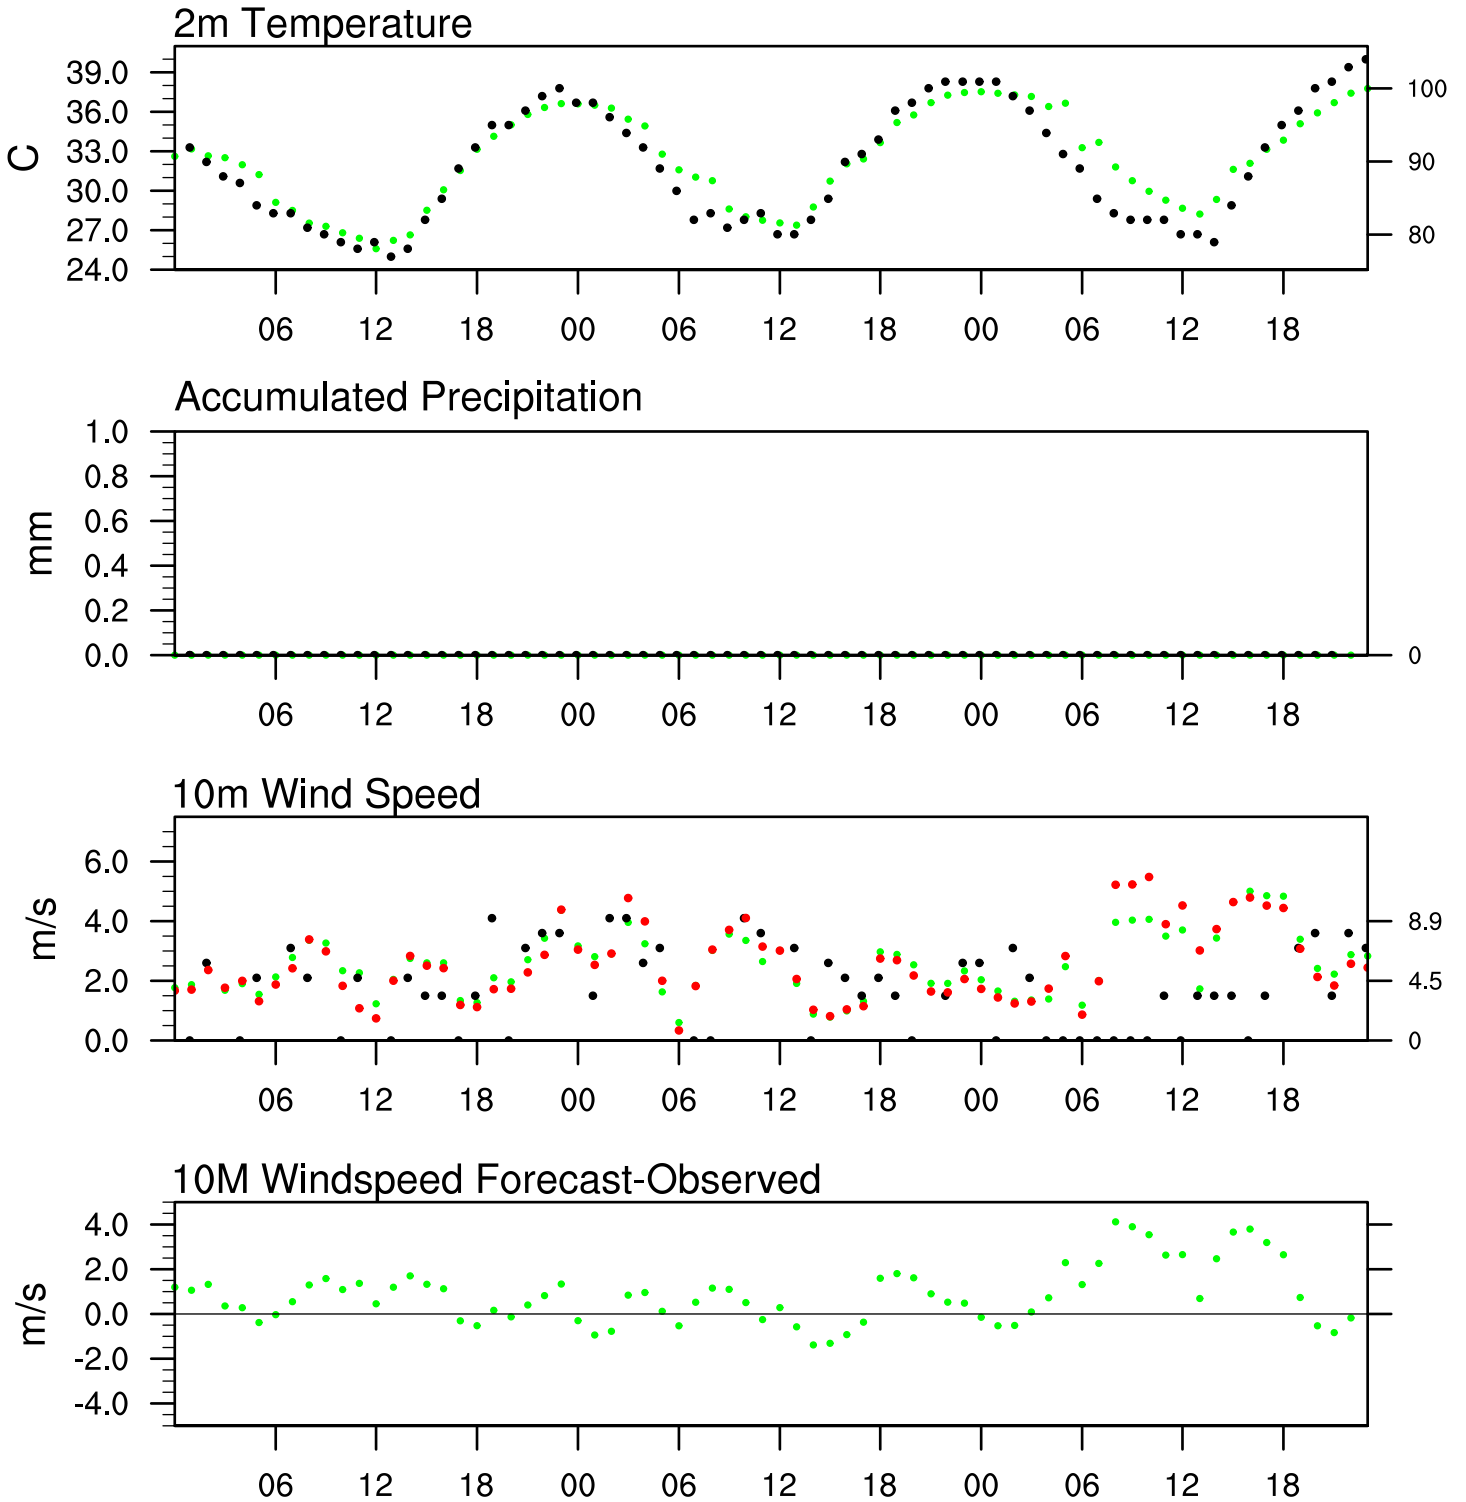 2m Temperature
39.0
36.0
33.0
30.0
27.0
24.0
C
100
90
80
06 12 18 00 06 12 18 00 06 12 18
Accumulated Precipitation
1.0
0.8
0.6
0.4
0.2
0.0
mm
0
06 12 18 00 06 12 18 00 06 12 18
10m Wind Speed
6.0
4.0
2.0
0.0
m/s
8.9
4.5
0
06 12 18 00 06 12 18 00 06 12 18
10M Windspeed Forecast-Observed
4.0
2.0
0.0
-2.0
-4.0
m/s
06 12 18 00 06 12 18 00 06 12 18